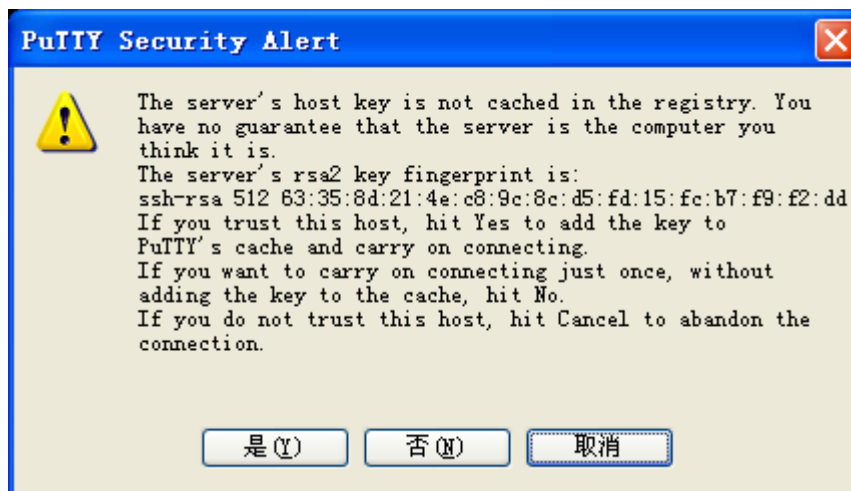 PuTTY Security Alert
The server's host key is not cached in the registry. You
have no guarantee that the server is the computer you
think it is.
The server's rsa2 key fingerprint is:
ssh-rsa 512 63:35:8d:21:4e:c8:9c:8c:d5:fd:15:fc:b7:f9:f2:dd
If you trust this host, hit Yes to add the key to
PuTTY's cache and carry on connecting.
If you want to carry on connecting just once, without
adding the key to the cache, hit No.
If you do not trust this host, hit Cancel to abandon the
connection.
是(Y) 否(N) 取消